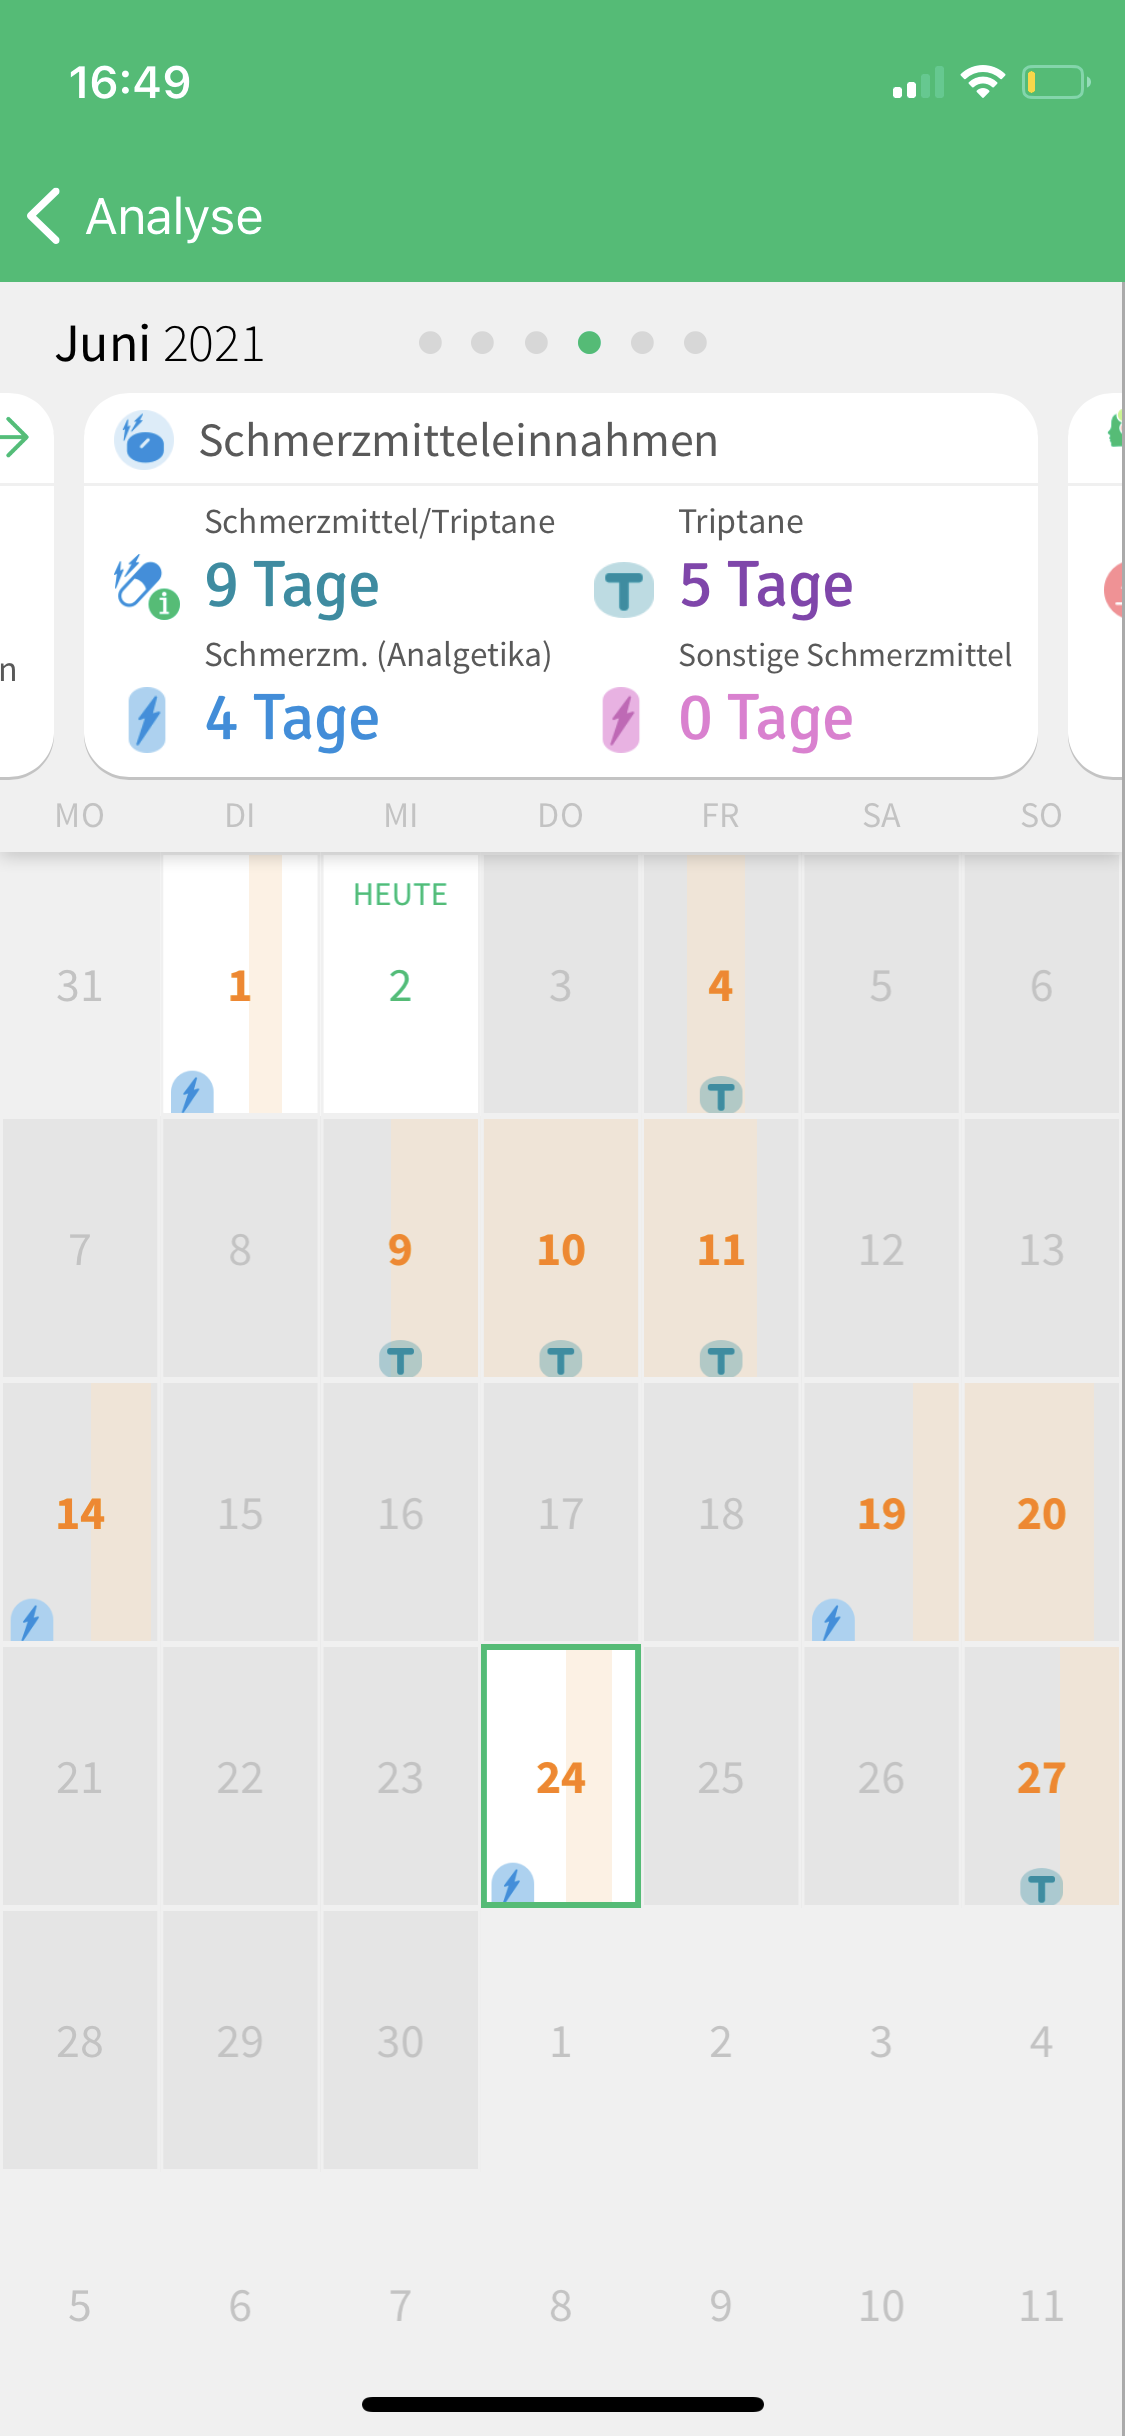 16:49
Analyse
Juni 2021
Schmerzmitteleinnahmen
Schmerzmittel/Triptane
Triptane
9 Tage
T 5 Tage
Schmerzm. (Analgetika)
Sonstige Schmerzmittel
n
4 Tage
0 Tage
MO DI MI DO FR SA SO
HEUTE
31 1 2 3 4 5 6
T
7 8 9 10 11 12 13
T T T
14 15 16 17 18 19 20
21 22 23 24 25 26 27
T
28 29 30 1 2 3 4
5 6 7 8 9 10 11